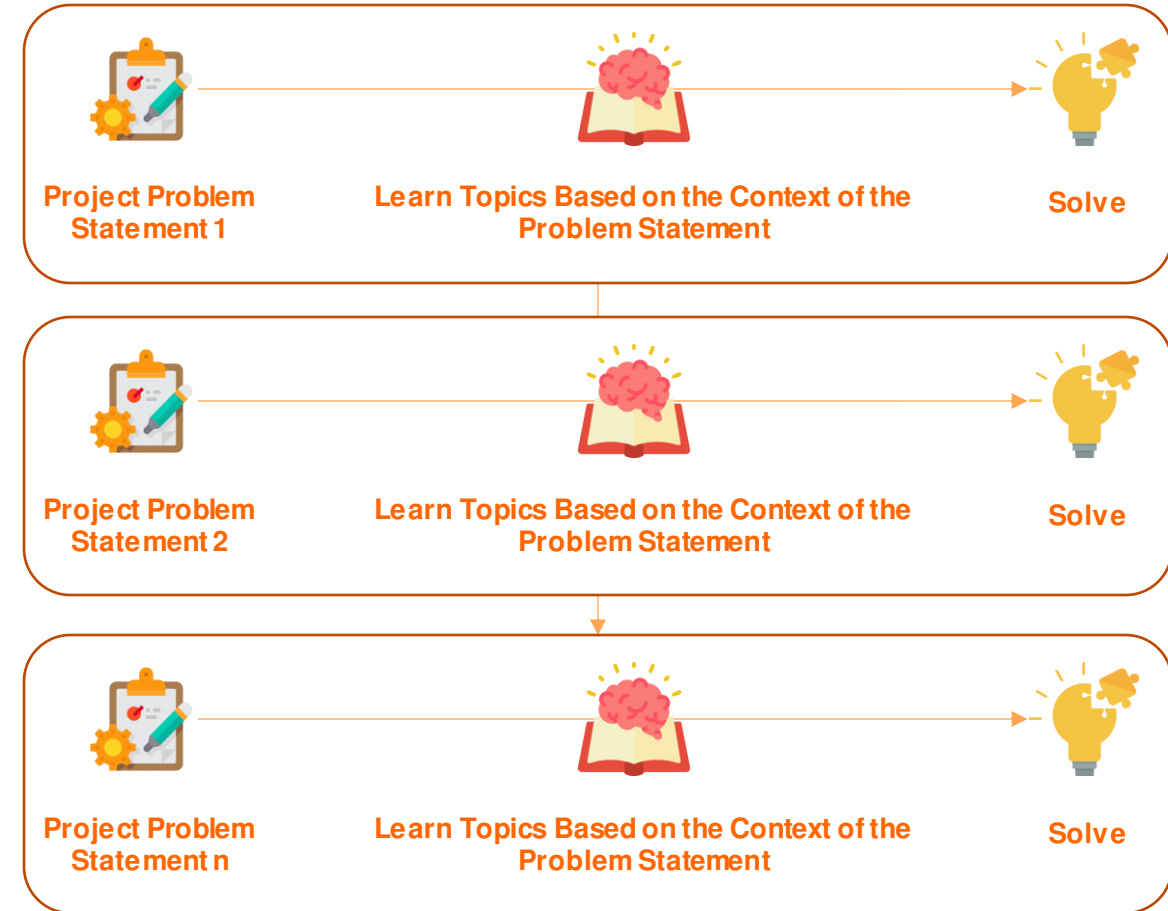 Project Problem
Statement 1
Learn Topics Based on the Context of the
Problem Statement
Solve
Project Problem
Statement 2
Learn Topics Based on the Context of the
Problem Statement
Solve
Project Problem
Statement n
Learn Topics Based on the Context of the
Problem Statement
Solve